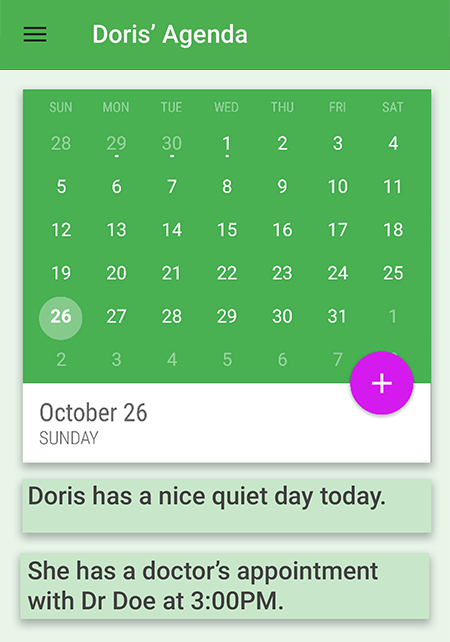 Doris’ Agenda
SUN MON TUE WED THU FRI SAT
28 29 30 1 2 3 4
5 6 7 8 9 10 11
12 13 14 15 16 17 18
19 20 21 22 23 24 25
26 27 28 29 30 31 1
2 3 4 5 6 7
+
October 26
SUNDAY
Doris has a nice quiet day today.
She has a doctor’s appointment
with Dr Doe at 3:00PM.